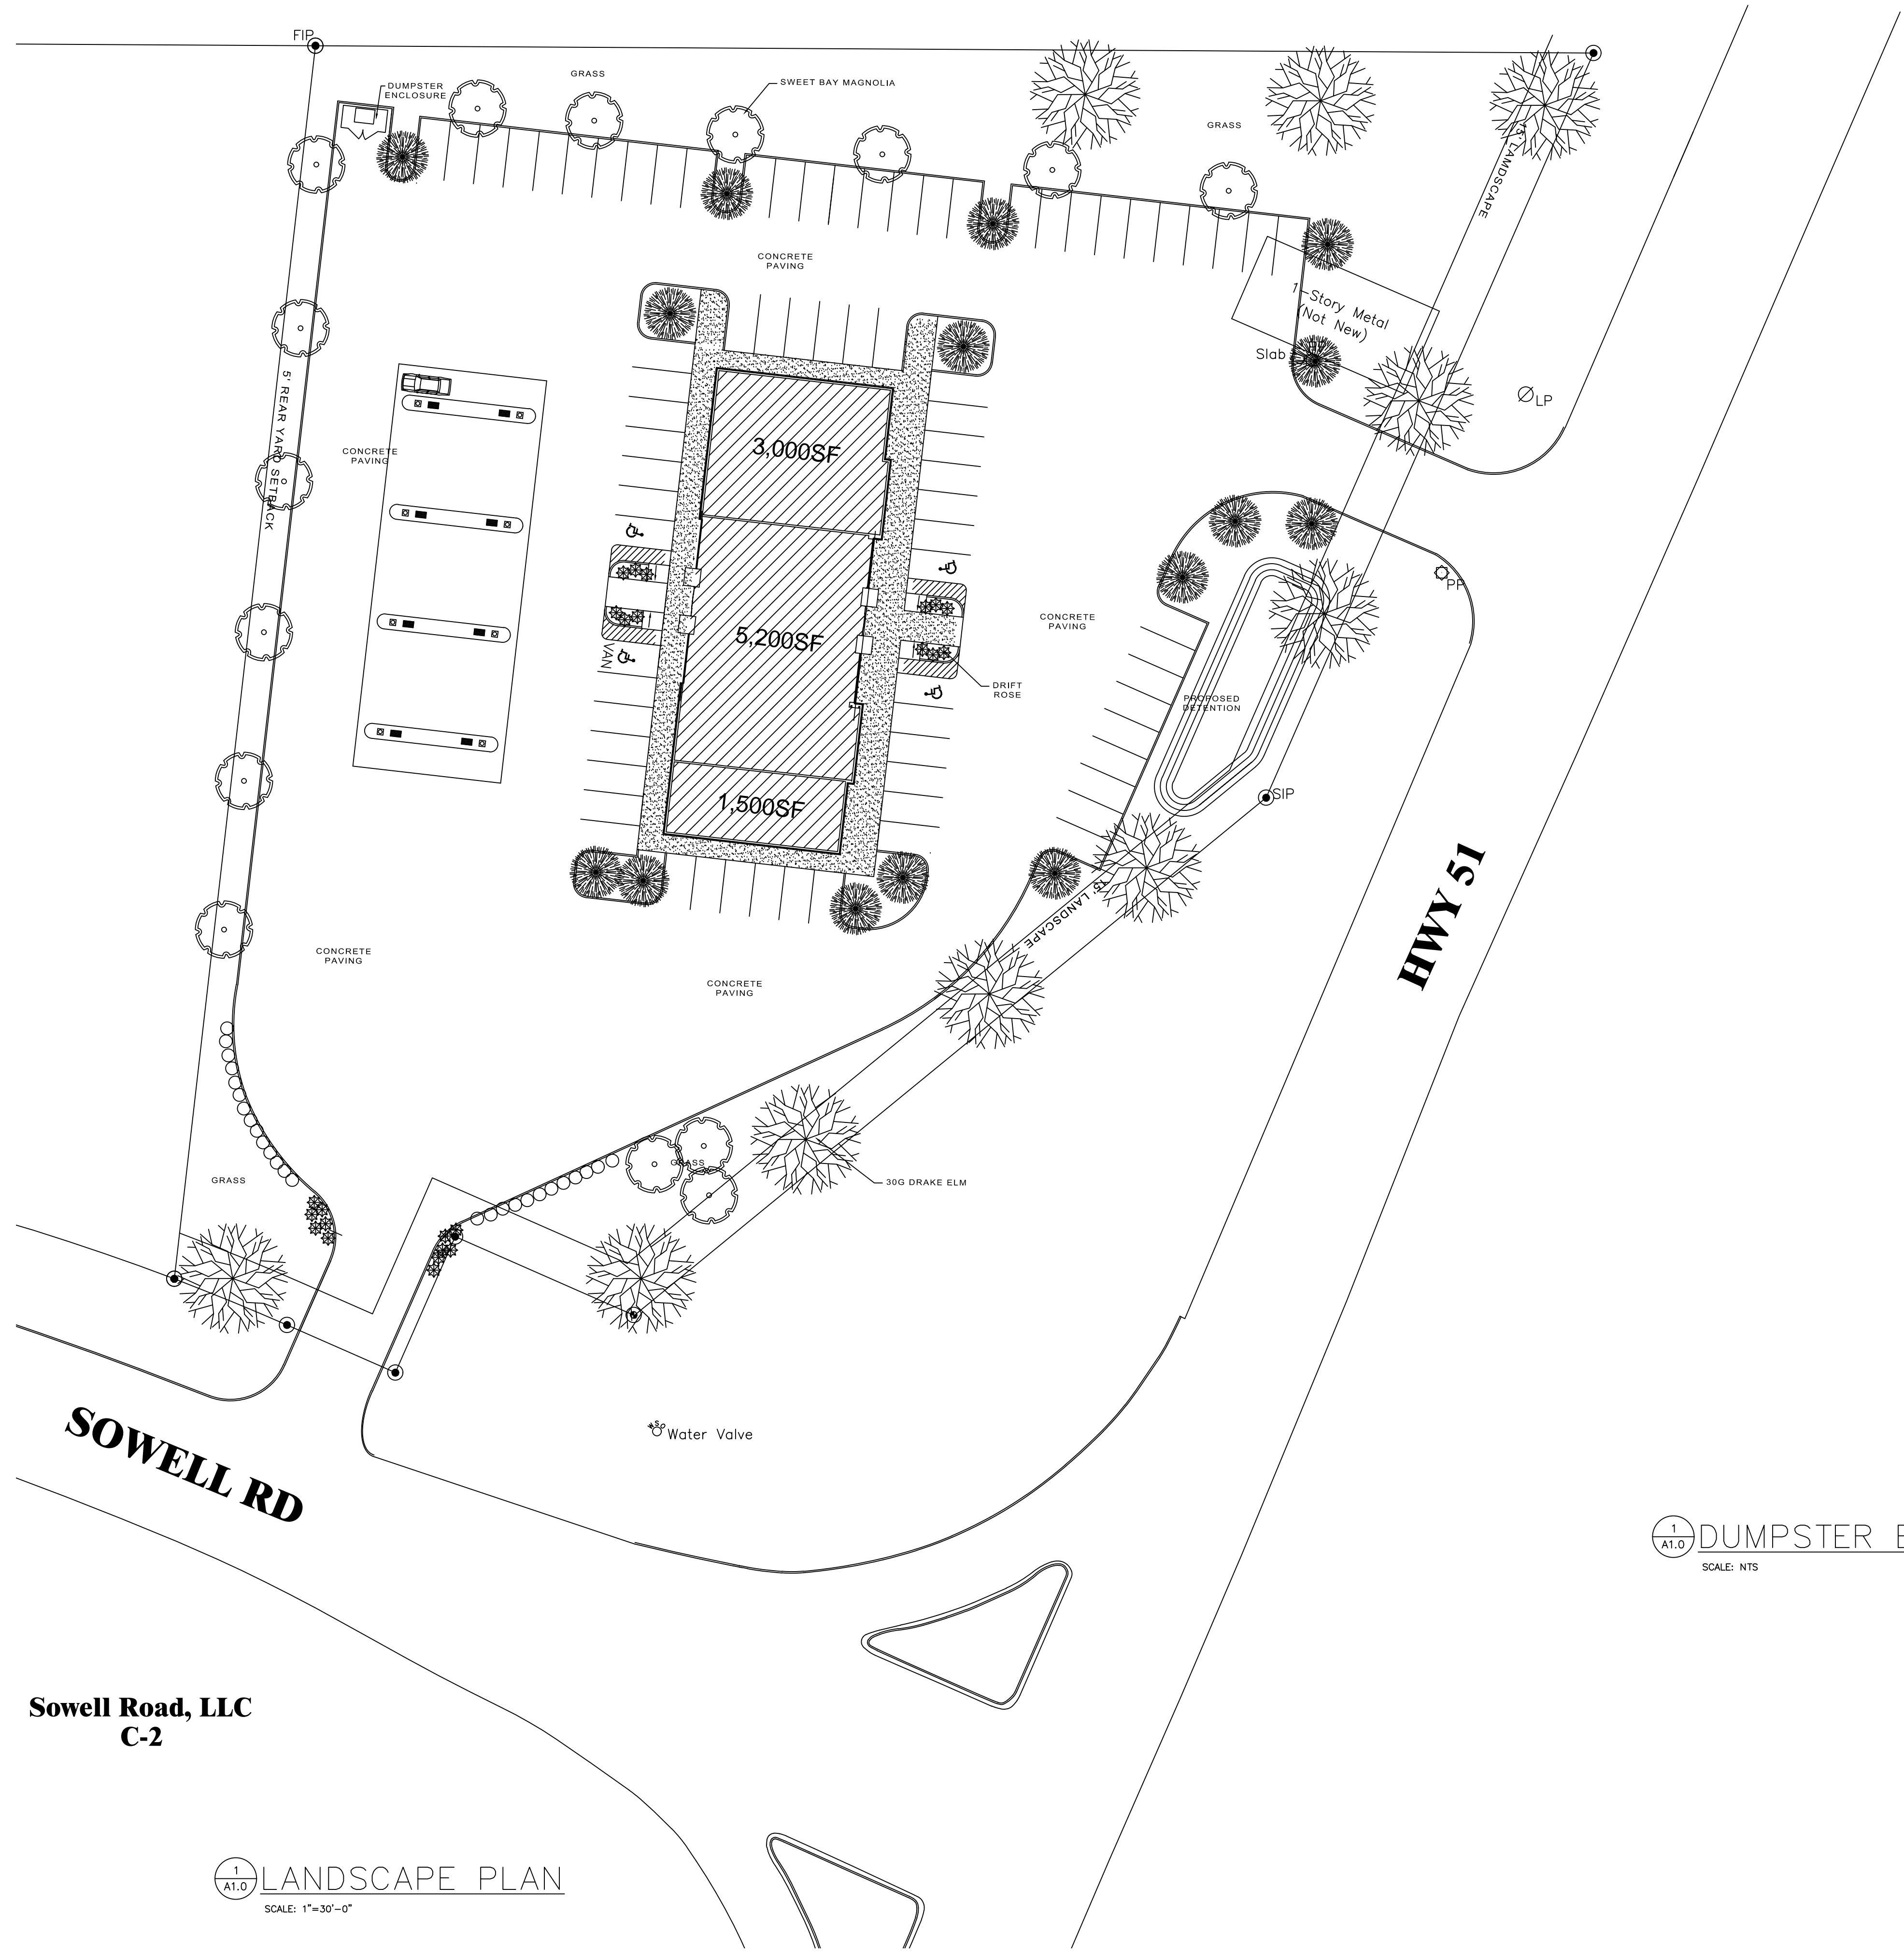 FIP
DUMPSTER
ENCLOSURE
GRASS
SWEET BAY MAGNOLIA
GRASS
15' LANDSCAPE
CONCRETE
PAVING
1-Story Metal
(Not New)
Slab
LP
5' REAR YARD SETBACK
CONCRETE
PAVING
3,000SF
PP
5,200SF
CONCRETE
PAVING
VAN
DRIFT
ROSE
PROPOSED
DETENTION
1,500SF
SIP
HWY 51
15' LANDSCAPE
CONCRETE
PAVING
CONCRETE
PAVING
GRASS
GRASS
30G DRAKE ELM
Water Valve
SOWELL RD
1
A1.0
DUMPSTER E
SCALE: NTS
Sowell Road, LLC
C-2
1
A1.0
LANDSCAPE PLAN
SCALE: 1"=30'-0"